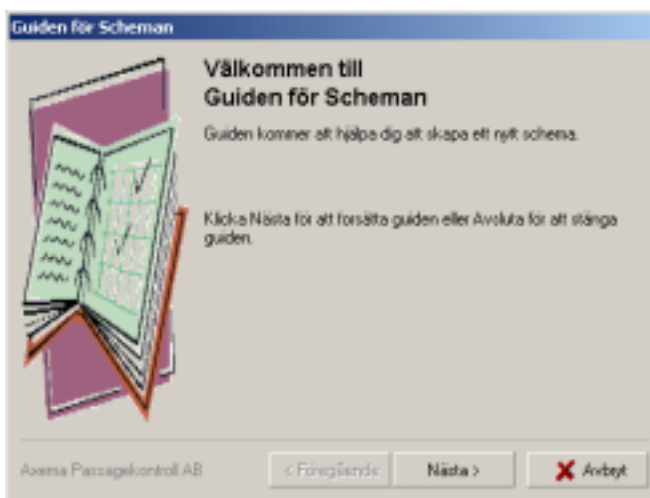 Guiden för Scheman
Välkommen till
Guiden för Scheman
Guiden kommer att hjälpa dig att skapa ett nytt schema.
Klicka Nästa för att forsätta guiden eller Avsluta för att stänga
guiden.
Axema Passagekontroll AB
< Föregående
Nästa >
Avbryt